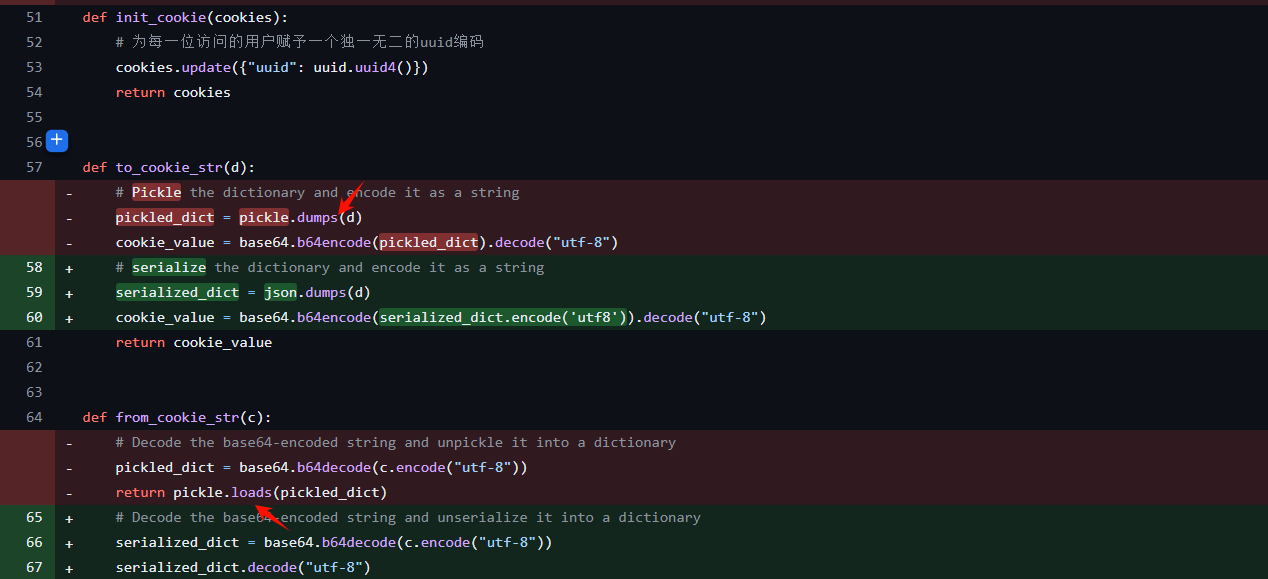 51 def init_cookie(cookies):
52 # 为每一位访问的用户赋予一个独一无二的uuid编码
53 cookies.update({"uuid": uuid.uuid4()})
54 return cookies
55
56 +
57 def to_cookie_str(d):
- # Pickle the dictionary and encode it as a string
- pickled_dict = pickle.dumps(d)
- cookie_value = base64.b64encode(pickled_dict).decode("utf-8")
58 + # serialize the dictionary and encode it as a string
59 + serialized_dict = json.dumps(d)
60 + cookie_value = base64.b64encode(serialized_dict.encode('utf8')).decode("utf-8")
61 return cookie_value
62
63
64 def from_cookie_str(c):
- # Decode the base64-encoded string and unpickle it into a dictionary
- pickled_dict = base64.b64decode(c.encode("utf-8"))
- return pickle.loads(pickled_dict)
65 + # Decode the base64-encoded string and unserialize it into a dictionary
66 + serialized_dict = base64.b64decode(c.encode("utf-8"))
67 + serialized_dict.decode("utf-8")